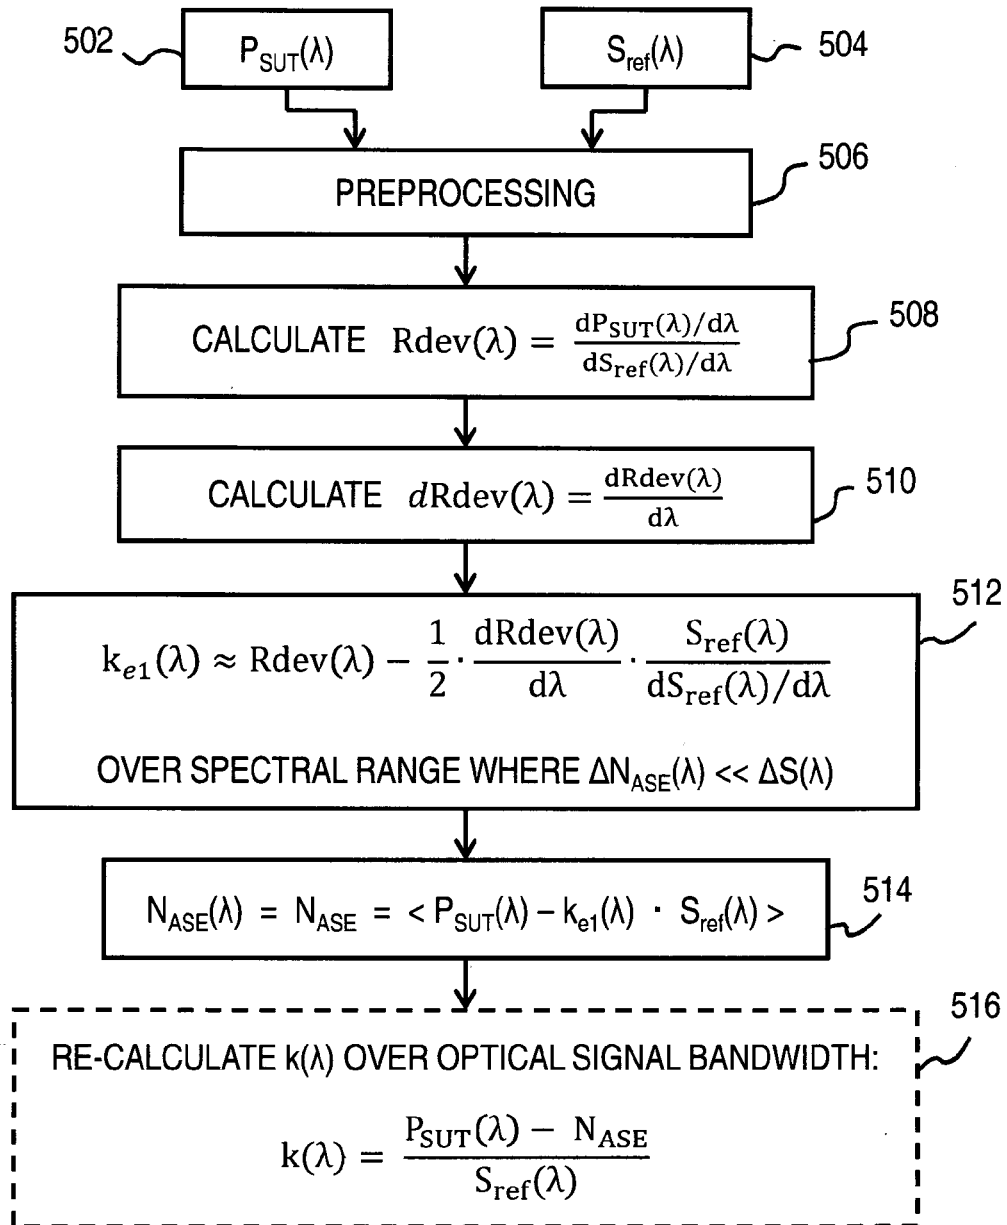 502
P_SUT(λ)
S_ref(λ)
504
PREPROCESSING
506
CALCULATE Rdev(λ) = (dP_SUT(λ)/dλ) / (dS_ref(λ)/dλ)
508
CALCULATE dRdev(λ) = dRdev(λ) / dλ
510
512
k_e1(λ) ≈ Rdev(λ) − 1/2 · dRdev(λ)/dλ · S_ref(λ) / (dS_ref(λ)/dλ)
OVER SPECTRAL RANGE WHERE ΔN_ASE(λ) << ΔS(λ)
N_ASE(λ) = N_ASE = < P_SUT(λ) – k_e1(λ) · S_ref(λ) >
514
516
RE-CALCULATE k(λ) OVER OPTICAL SIGNAL BANDWIDTH:
k(λ) = (P_SUT(λ) − N_ASE) / S_ref(λ)